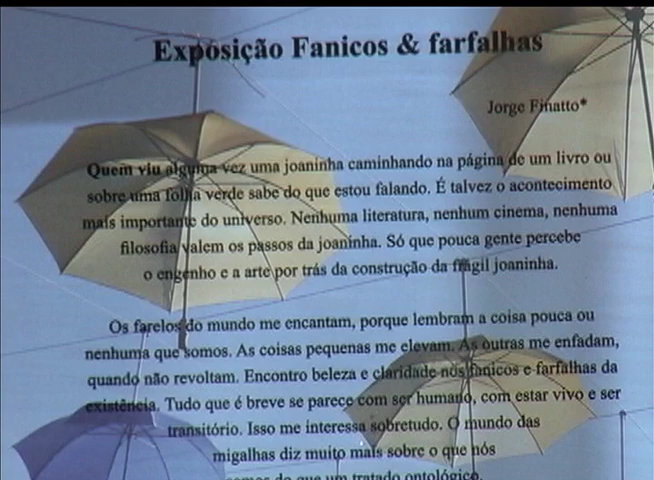 Exposição Fanicos & farfalhas
Jorge Finatto*
Quem viu alguma vez uma joaninha caminhando na página de um livro ou
sobre uma folha verde sabe do que estou falando. É talvez o acontecimento
mais importante do universo. Nenhuma literatura, nenhum cinema, nenhuma
filosofia valem os passos da joaninha. Só que pouca gente percebe
o engenho e a arte por trás da construção da frágil joaninha.
Os farelos do mundo me encantam, porque lembram a coisa pouca ou
nenhuma que somos. As coisas pequenas me elevam. As outras me enfadam,
quando não revoltam. Encontro beleza e claridade nos fanicos e farfalhas da
existência. Tudo que é breve se parece com ser humano, com estar vivo e ser
transitório. Isso me interessa sobretudo. O mundo das
migalhas diz muito mais sobre o que nós
somos do que um tratado ontológico.